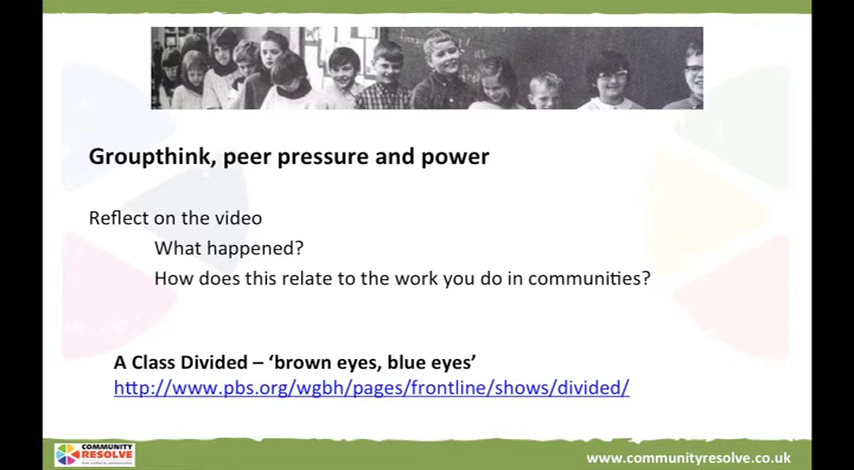 Groupthink, peer pressure and power
Reflect on the video
What happened?
How does this relate to the work you do in communities?
A Class Divided – ‘brown eyes, blue eyes’
http://www.pbs.org/wgbh/pages/frontline/shows/divided/
COMMUNITY
RESOLVE
www.communityresolve.co.uk